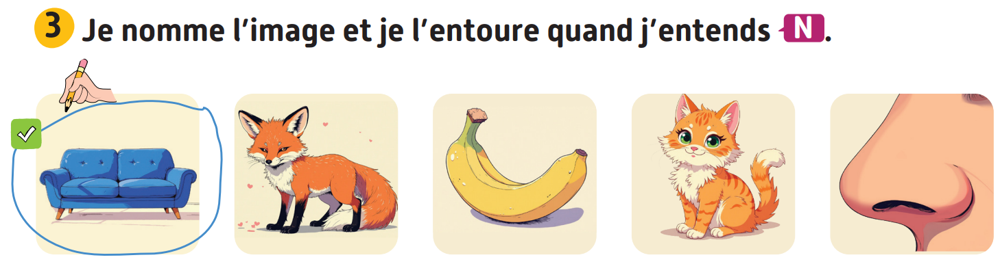 3 Je nomme l'image et je l'entoure quand j'entends N.